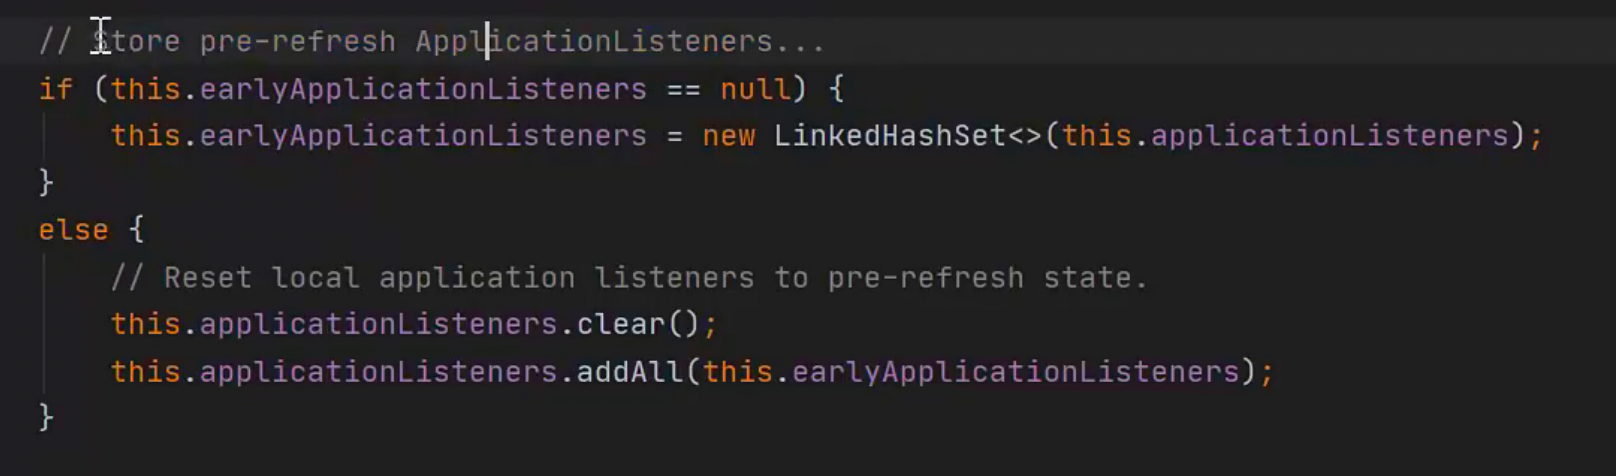 // Store pre-refresh ApplicationListeners...
if (this.earlyApplicationListeners == null) {
    this.earlyApplicationListeners = new LinkedHashSet<>(this.applicationListeners);
}
else {
    // Reset local application listeners to pre-refresh state.
    this.applicationListeners.clear();
    this.applicationListeners.addAll(this.earlyApplicationListeners);
}